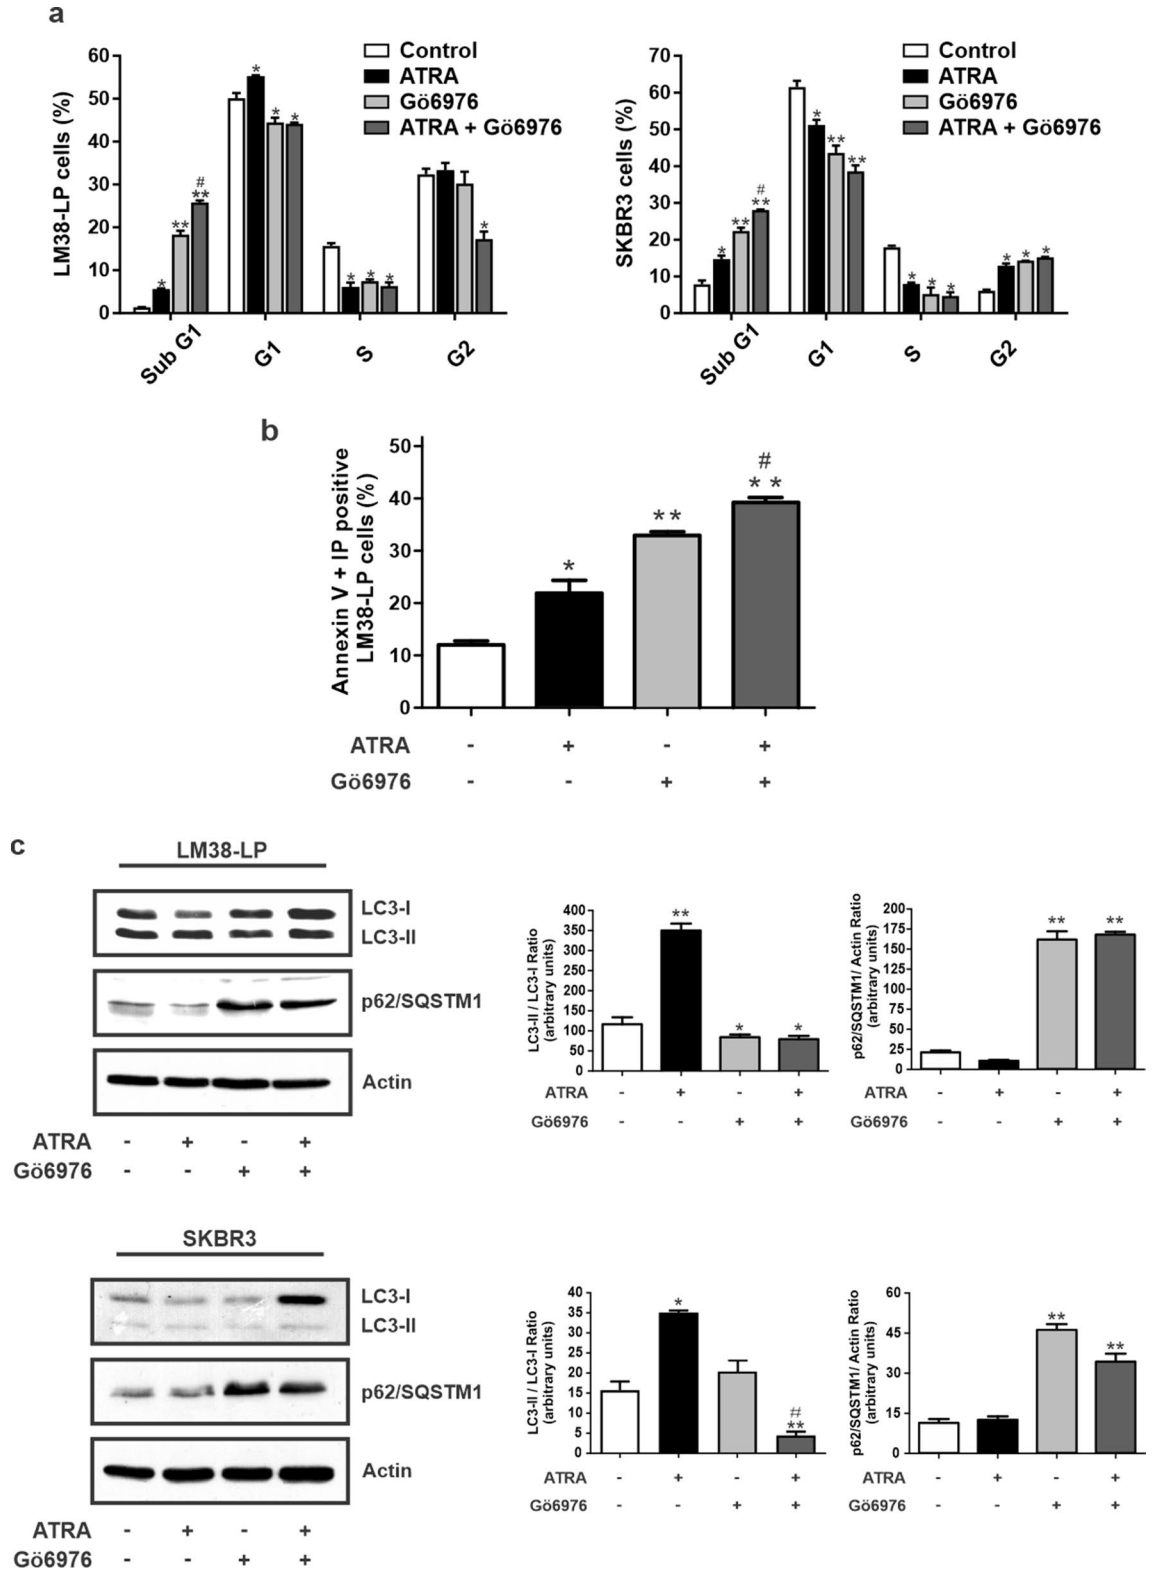 a
60
50
40
30
20
10
0
LM38-LP cells (%)
Control
ATRA
Gö6976
ATRA + Gö6976
* ** # **
* * *
* * *
*
Sub G1 G1 S G2
70
60
50
40
30
20
10
0
SKBR3 cells (%)
Control
ATRA
Gö6976
ATRA + Gö6976
* ** # **
* ** **
* * *
* * *
Sub G1 G1 S G2
b
Annexin V + IP positive
LM38-LP cells (%)
50
40
30
20
10
0
* ** # **
ATRA - + - +
Gö6976 - - + +
c
LM38-LP
LC3-I
LC3-II
p62/SQSTM1
Actin
ATRA - + - +
Gö6976 - - + +
LC3-II / LC3-I Ratio
(arbitrary units)
400
350
300
250
200
150
100
50
0
** * *
ATRA - + - +
Gö6976 - - + +
p62/SQSTM1/ Actin Ratio
(arbitrary units)
200
175
150
125
100
75
50
25
0
** **
ATRA - + - +
Gö6976 - - + +
SKBR3
LC3-I
LC3-II
p62/SQSTM1
Actin
ATRA - + - +
Gö6976 - - + +
LC3-II / LC3-I Ratio
(arbitrary units)
40
35
30
25
20
15
10
5
0
* # **
ATRA - + - +
Gö6976 - - + +
p62/SQSTM1/ Actin Ratio
(arbitrary units)
60
45
30
15
0
** **
ATRA - + - +
Gö6976 - - + +